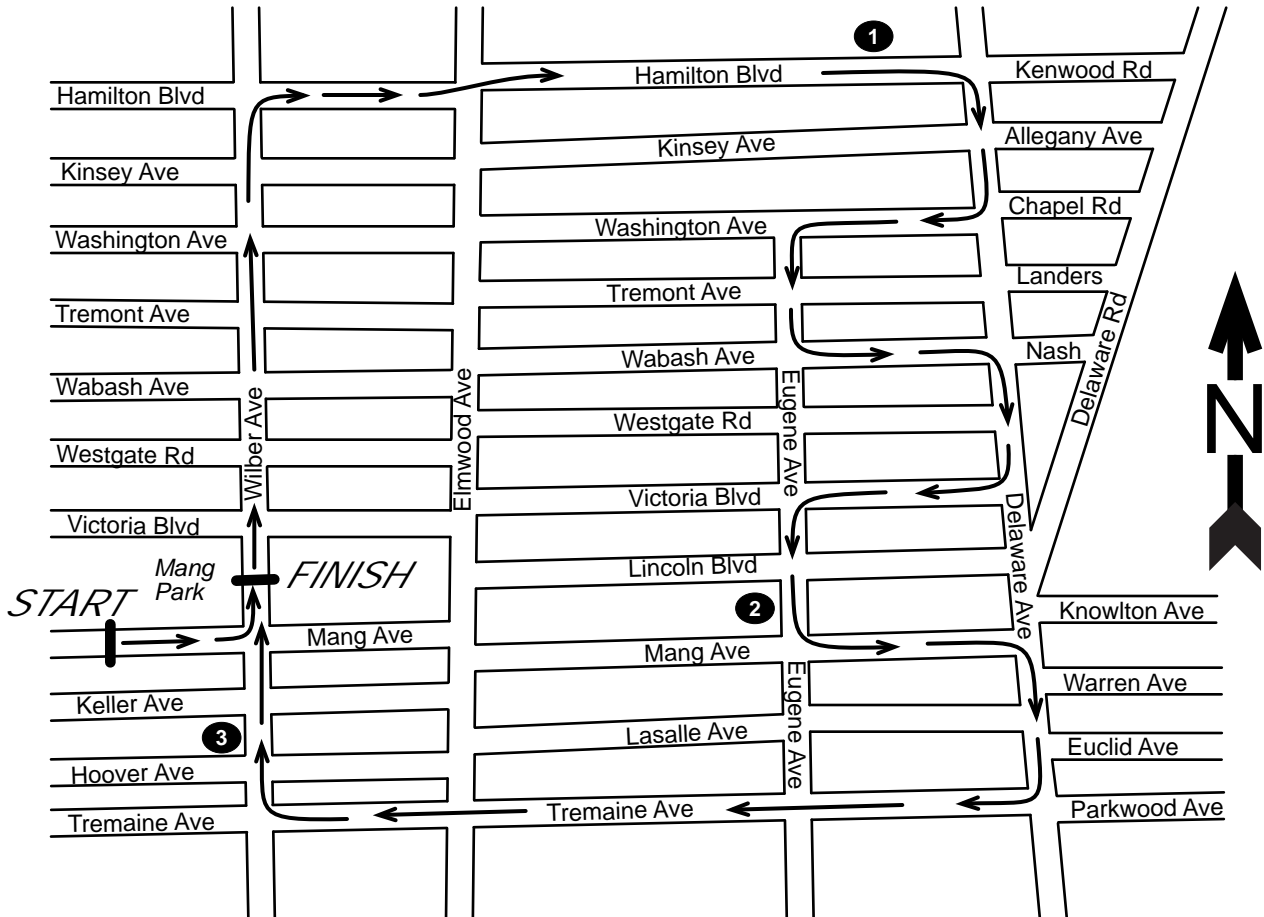 1
Hamilton Blvd
Kenwood Rd
Hamilton Blvd
Allegany Ave
Kinsey Ave
Kinsey Ave
Chapel Rd
Washington Ave
Washington Ave
Landers
Tremont Ave
Tremont Ave
Delaware Rd
Nash
Wabash Ave
Wabash Ave
Eugene Ave
Elmwood Ave
Wilber Ave
Westgate Rd
Westgate Rd
N
Victoria Blvd
Victoria Blvd
Delaware Ave
Lincoln Blvd
Mang
Park
FINISH
START
2
Knowlton Ave
Mang Ave
Mang Ave
Eugene Ave
Warren Ave
Keller Ave
3
Lasalle Ave
Euclid Ave
Hoover Ave
Tremaine Ave
Tremaine Ave
Parkwood Ave